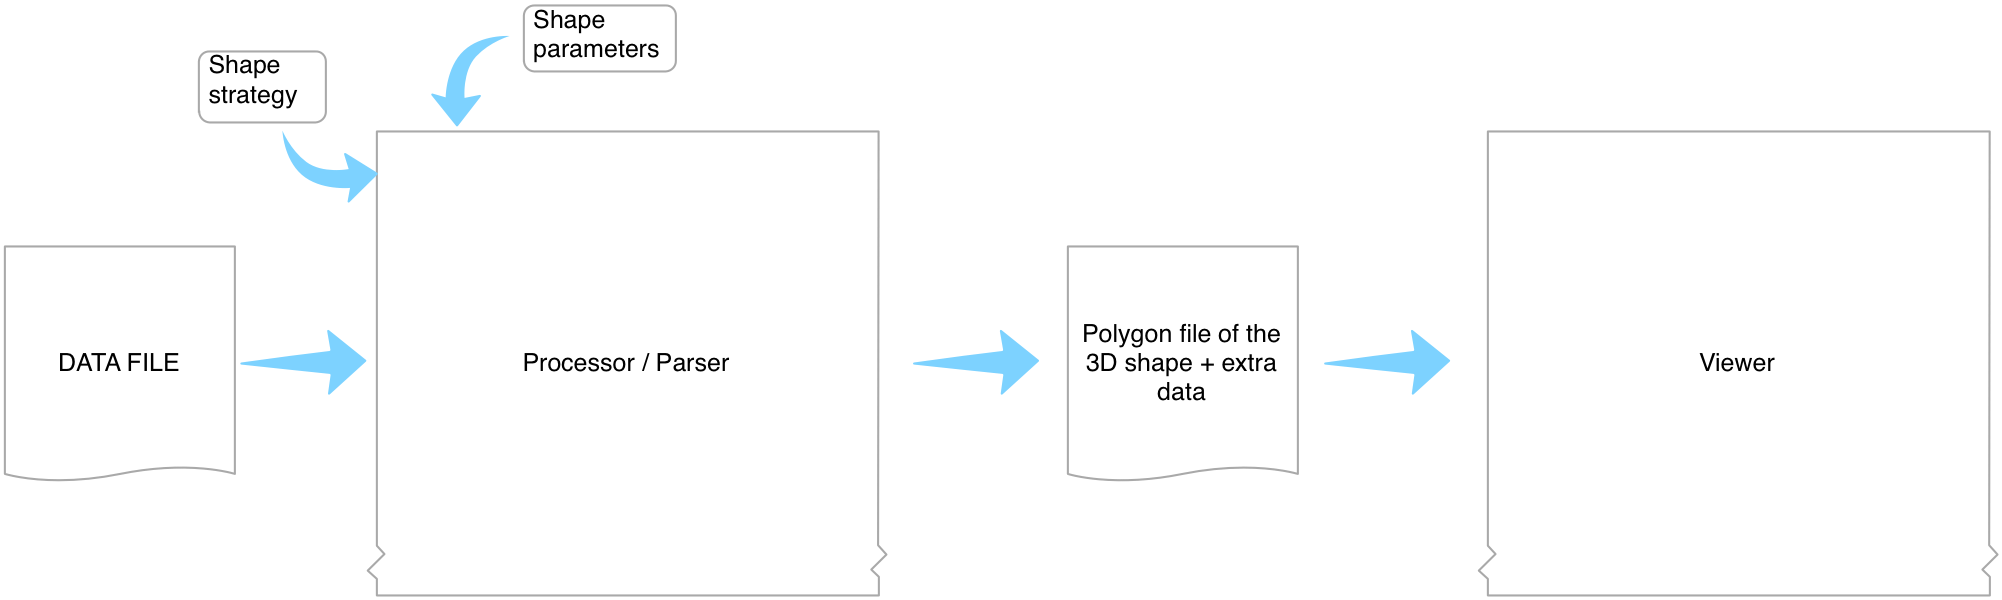 Shape
parameters
Shape
strategy
DATA FILE
Processor / Parser
Polygon file of the
3D shape + extra
data
Viewer